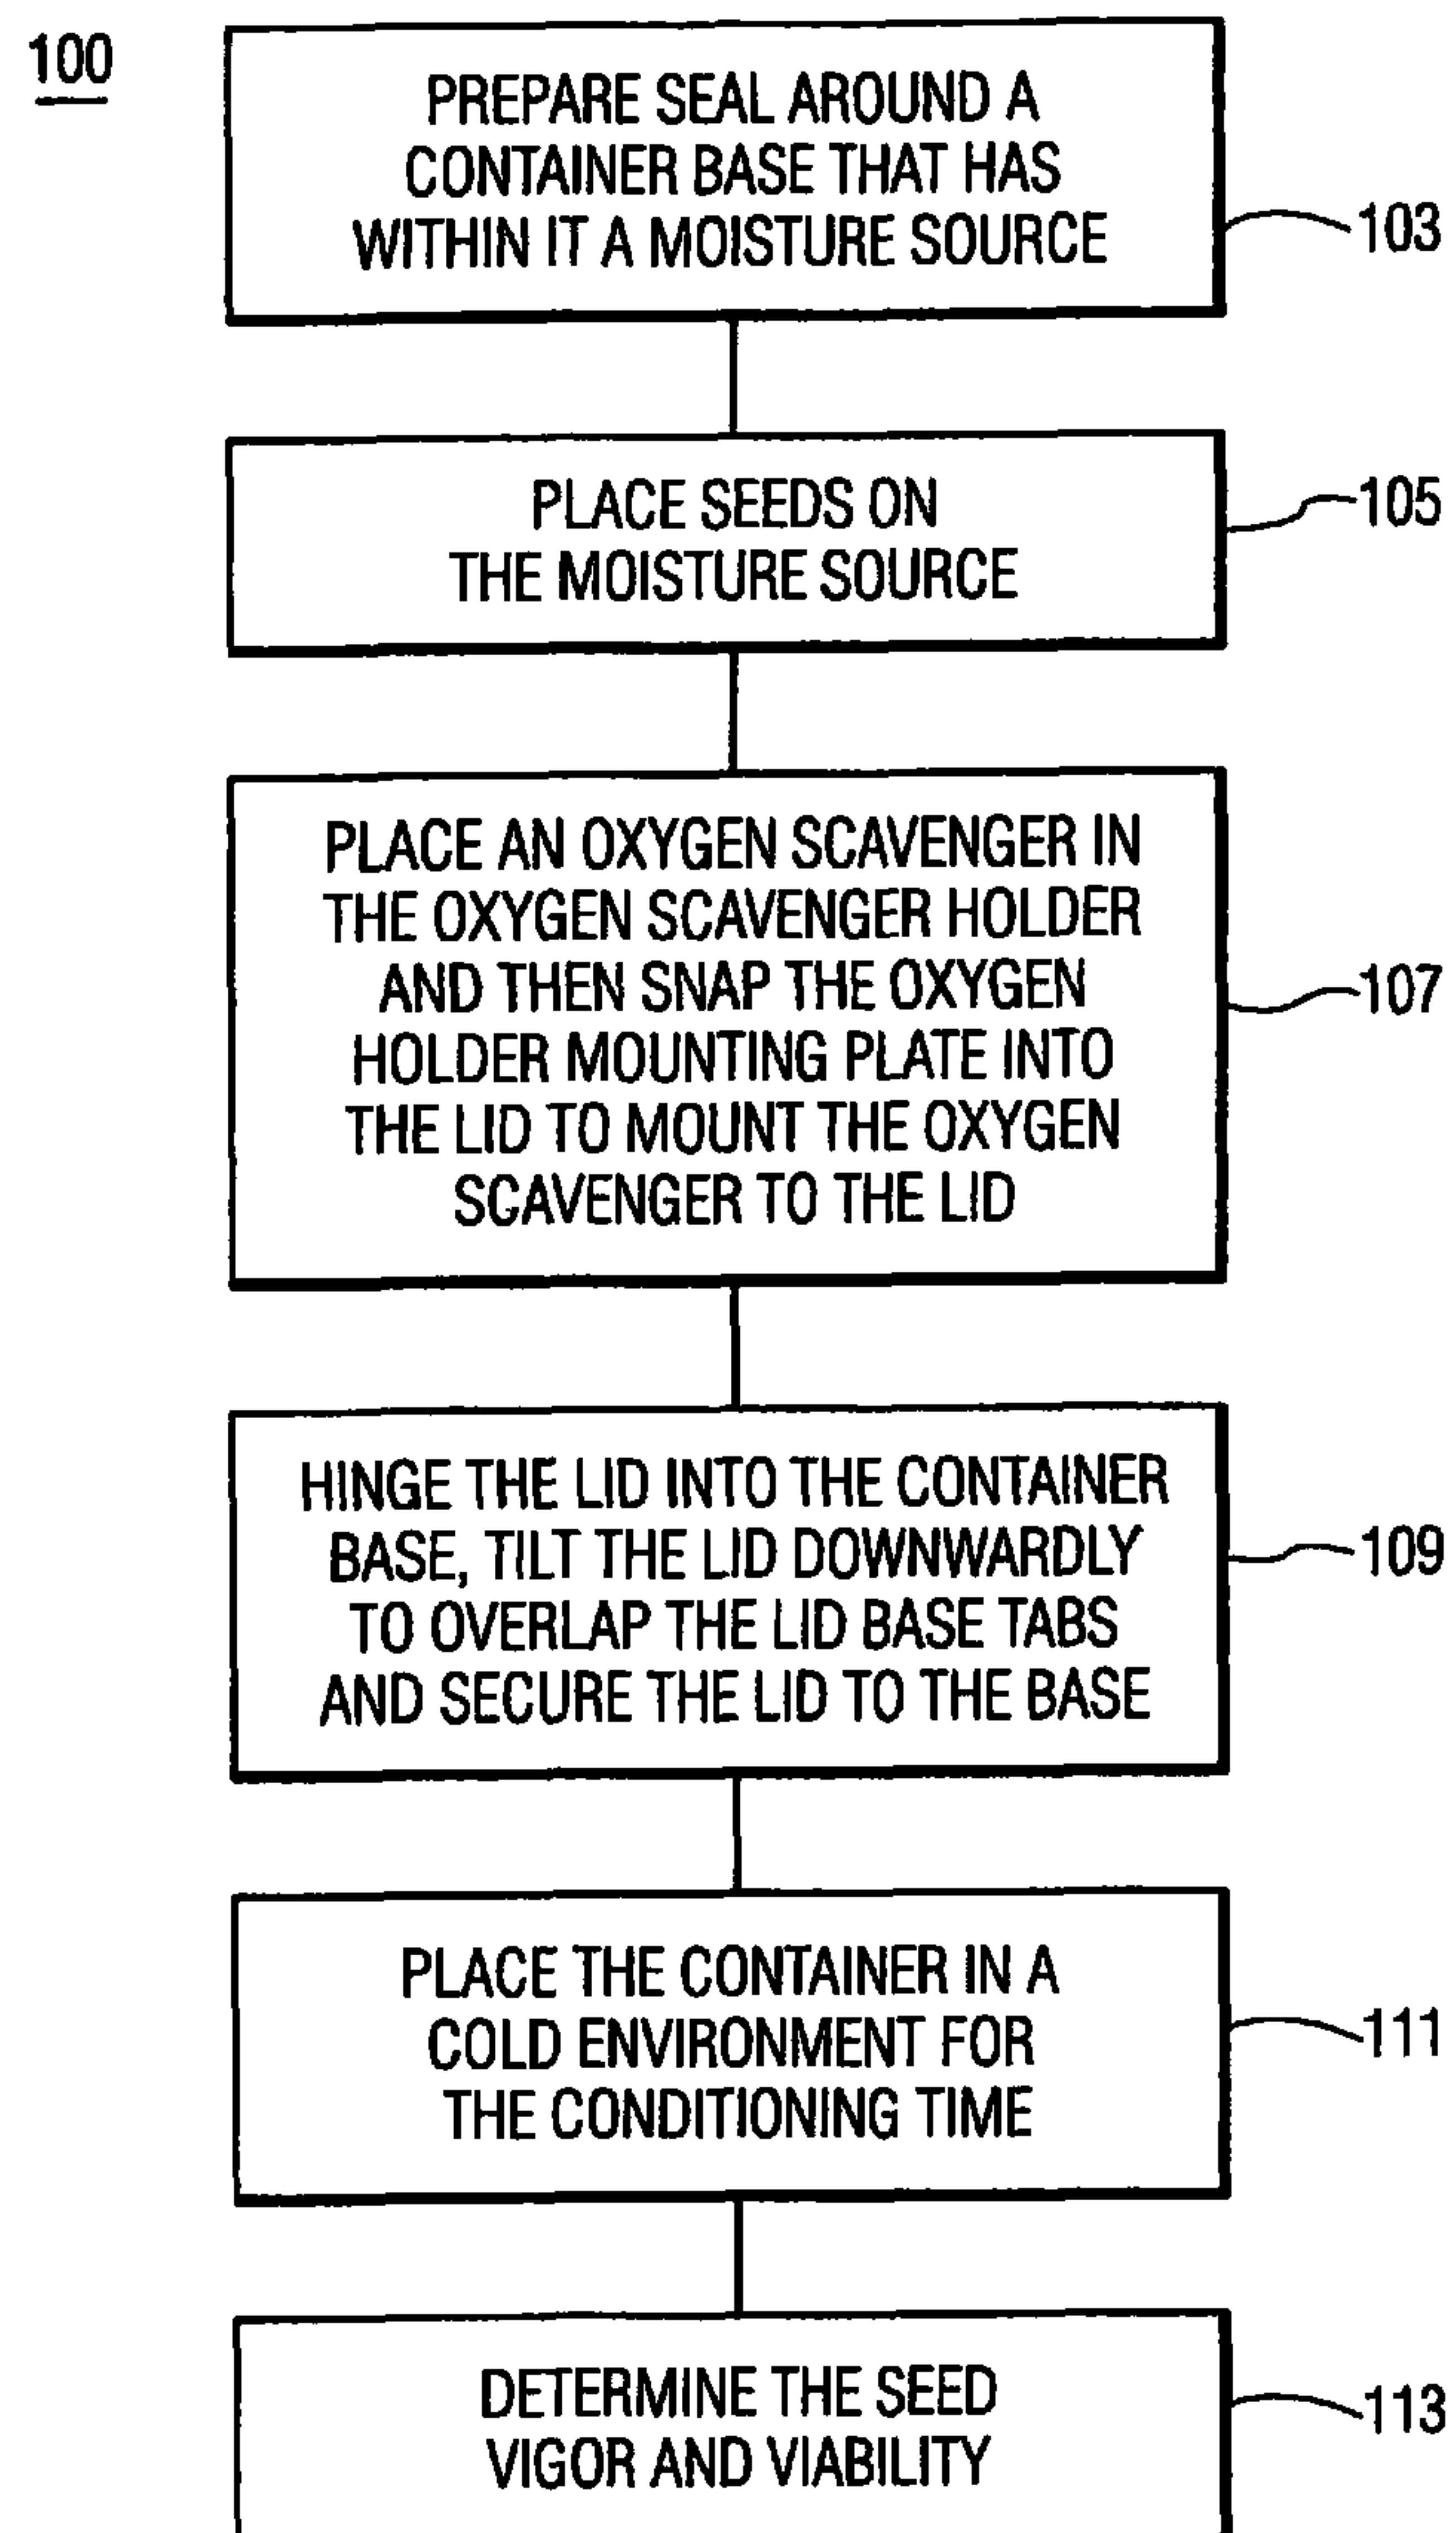 100
PREPARE SEAL AROUND A
CONTAINER BASE THAT HAS
WITHIN IT A MOISTURE SOURCE
103
PLACE SEEDS ON
THE MOISTURE SOURCE
105
PLACE AN OXYGEN SCAVENGER IN
THE OXYGEN SCAVENGER HOLDER
AND THEN SNAP THE OXYGEN
HOLDER MOUNTING PLATE INTO
THE LID TO MOUNT THE OXYGEN
SCAVENGER TO THE LID
107
HINGE THE LID INTO THE CONTAINER
BASE, TILT THE LID DOWNWARDLY
TO OVERLAP THE LID BASE TABS
AND SECURE THE LID TO THE BASE
109
PLACE THE CONTAINER IN A
COLD ENVIRONMENT FOR
THE CONDITIONING TIME
111
DETERMINE THE SEED
VIGOR AND VIABILITY
113